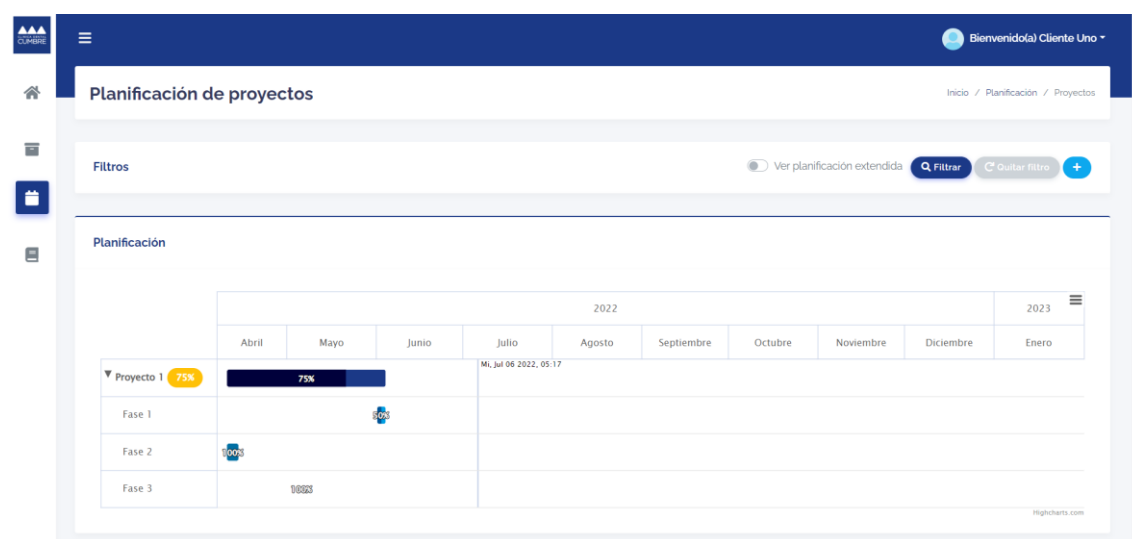 CUMBRE
Bienvenido(a) Cliente Uno
Planificación de proyectos
Inicio / Planificación / Proyectos
Filtros
Ver planificación extendida
Filtrar
Quitar filtro
+
Planificación
2022
2023
Abril Mayo Junio Julio Agosto Septiembre Octubre Noviembre Diciembre Enero
Mi, Jul 06 2022, 05:17
Proyecto 1 75%
75%
Fase 1
50%
Fase 2
100%
Fase 3
100%
Highcharts.com